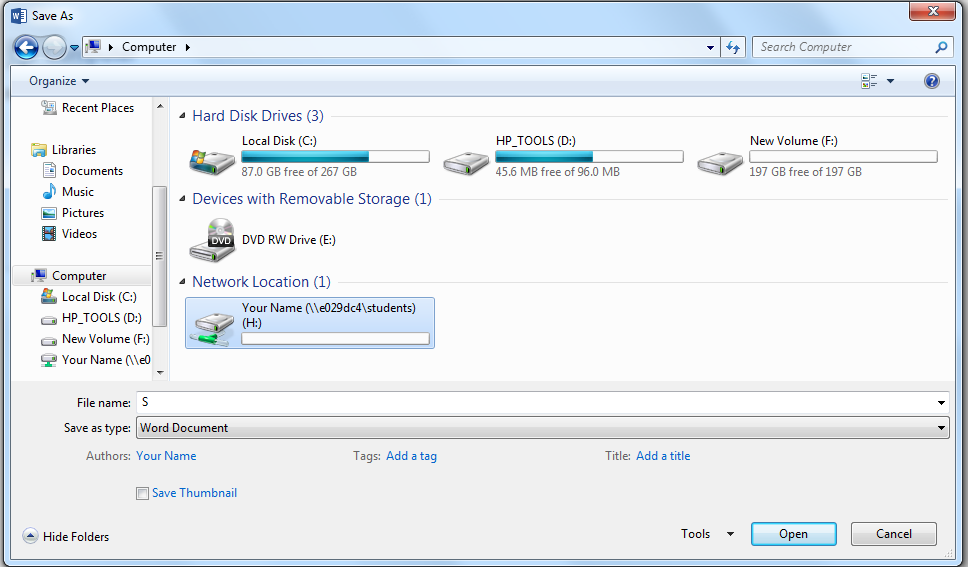 Save As
Computer
Search Computer
Organize
Recent Places
Libraries
Documents
Music
Pictures
Videos
Computer
Local Disk (C:)
HP_TOOLS (D:)
New Volume (F:)
Your Name (\\e0
Hard Disk Drives (3)
Local Disk (C:)
87.0 GB free of 267 GB
HP_TOOLS (D:)
45.6 MB free of 96.0 MB
New Volume (F:)
197 GB free of 197 GB
Devices with Removable Storage (1)
DVD
DVD RW Drive (E:)
Network Location (1)
Your Name (\\e029dc4\students)
(H:)
File name: S
Save as type: Word Document
Authors: Your Name Tags: Add a tag Title: Add a title
Save Thumbnail
Hide Folders Tools Open Cancel